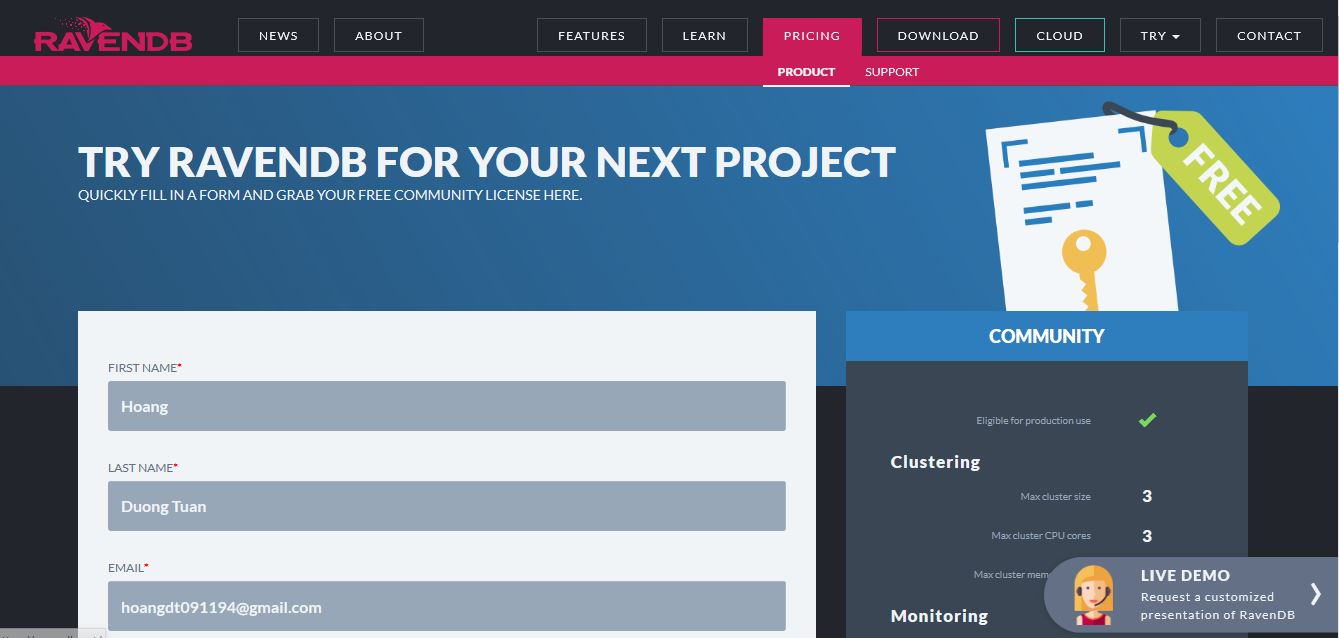 RAVENDB
NEWS
ABOUT
FEATURES
LEARN
PRICING
DOWNLOAD
CLOUD
TRY
CONTACT
PRODUCT
SUPPORT
TRY RAVENDB FOR YOUR NEXT PROJECT
QUICKLY FILL IN A FORM AND GRAB YOUR FREE COMMUNITY LICENSE HERE.
FREE
FIRST NAME*
Hoang
LAST NAME*
Duong Tuan
EMAIL*
hoangdt091194@gmail.com
COMMUNITY
Eligible for production use
Clustering
Max cluster size
3
Max cluster CPU cores
3
Max cluster
Monitoring
LIVE DEMO
Request a customized
presentation of RavenDB